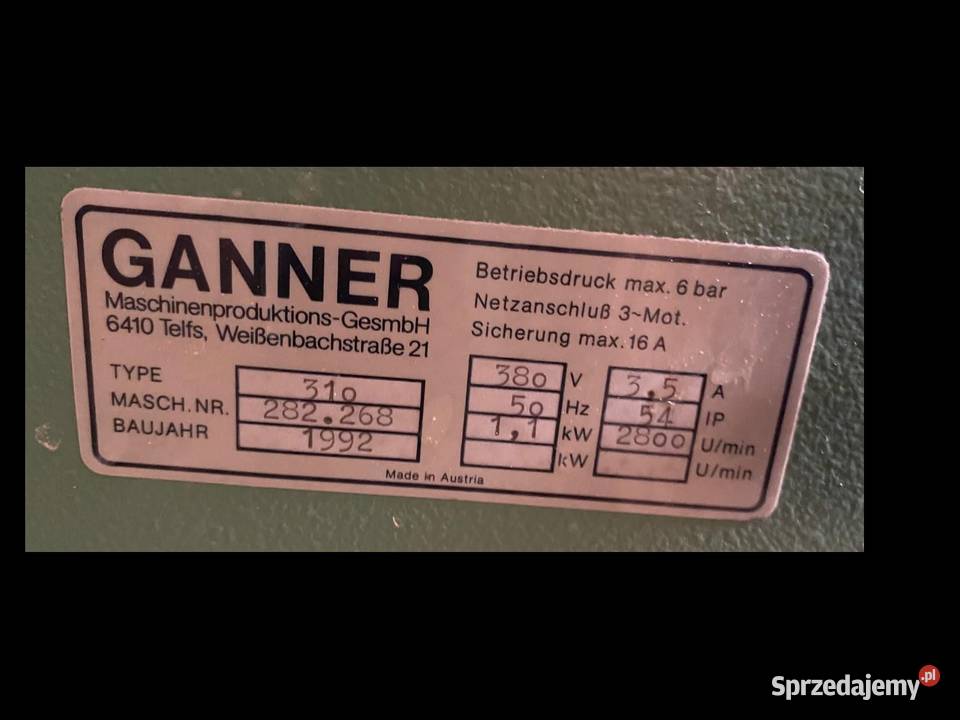 GANNER
Maschinenproduktions-GesmbH
6410 Telfs, Weißenbachstraße 21
TYPE 310
MASCH.NR. 282.268
BAUJAHR 1992
Betriebsdruck max. 6 bar
Netzanschluß 3~Mot.
Sicherung max. 16 A
380 V 3,5 A
50 Hz 54 IP
1,1 kW 2800 U/min
kW U/min
Made in Austria
Sprzedajemy.pl